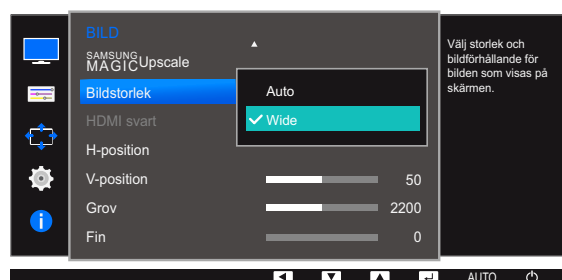 BILD
SAMSUNG
MAGICUpscale
Bildstorlek
Auto
Wide
HDMI svart
H-position
V-position 50
Grov 2200
Fin 0
Välj storlek och
bildförhållande för
bilden som visas på
skärmen.
AUTO